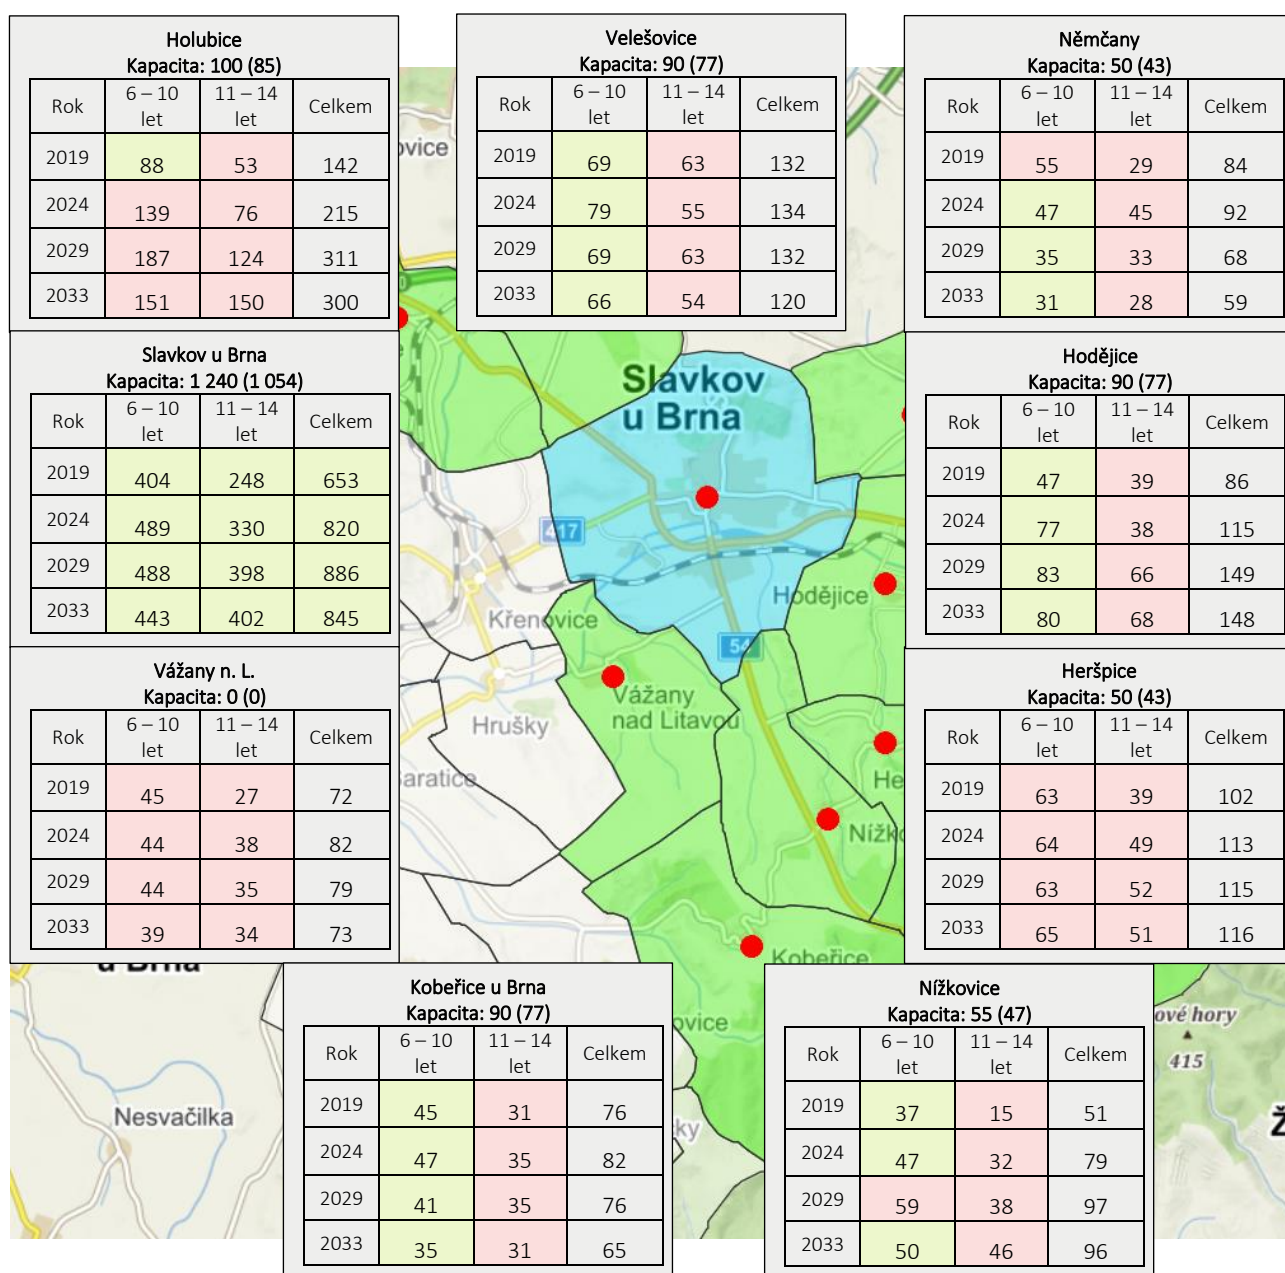 Holubice
Kapacita: 100 (85)
Rok 6 – 10 let 11 – 14 let Celkem
2019 88 53 142
2024 139 76 215
2029 187 124 311
2033 151 150 300
Velešovice
Kapacita: 90 (77)
Rok 6 – 10 let 11 – 14 let Celkem
2019 69 63 132
2024 79 55 134
2029 69 63 132
2033 66 54 120
Němčany
Kapacita: 50 (43)
Rok 6 – 10 let 11 – 14 let Celkem
2019 55 29 84
2024 47 45 92
2029 35 33 68
2033 31 28 59
Slavkov u Brna
Kapacita: 1 240 (1 054)
Rok 6 – 10 let 11 – 14 let Celkem
2019 404 248 653
2024 489 330 820
2029 488 398 886
2033 443 402 845
Hodějice
Kapacita: 90 (77)
Rok 6 – 10 let 11 – 14 let Celkem
2019 47 39 86
2024 77 38 115
2029 83 66 149
2033 80 68 148
Vážany n. L.
Kapacita: 0 (0)
Rok 6 – 10 let 11 – 14 let Celkem
2019 45 27 72
2024 44 38 82
2029 44 35 79
2033 39 34 73
Heršpice
Kapacita: 50 (43)
Rok 6 – 10 let 11 – 14 let Celkem
2019 63 39 102
2024 64 49 113
2029 63 52 115
2033 65 51 116
Kobeřice u Brna
Kapacita: 90 (77)
Rok 6 – 10 let 11 – 14 let Celkem
2019 45 31 76
2024 47 35 82
2029 41 35 76
2033 35 31 65
Nížkovice
Kapacita: 55 (47)
Rok 6 – 10 let 11 – 14 let Celkem
2019 37 15 51
2024 47 32 79
2029 59 38 97
2033 50 46 96
ovice
Slavkov
u Brna
417
Hodějice
Křenovice
54
Vážany
nad Litavou
Hrušky
aratice
He
Nížko
Kobeřice
u Brna
ovice
ky
ové hory
415
Nesvačilka
Ž